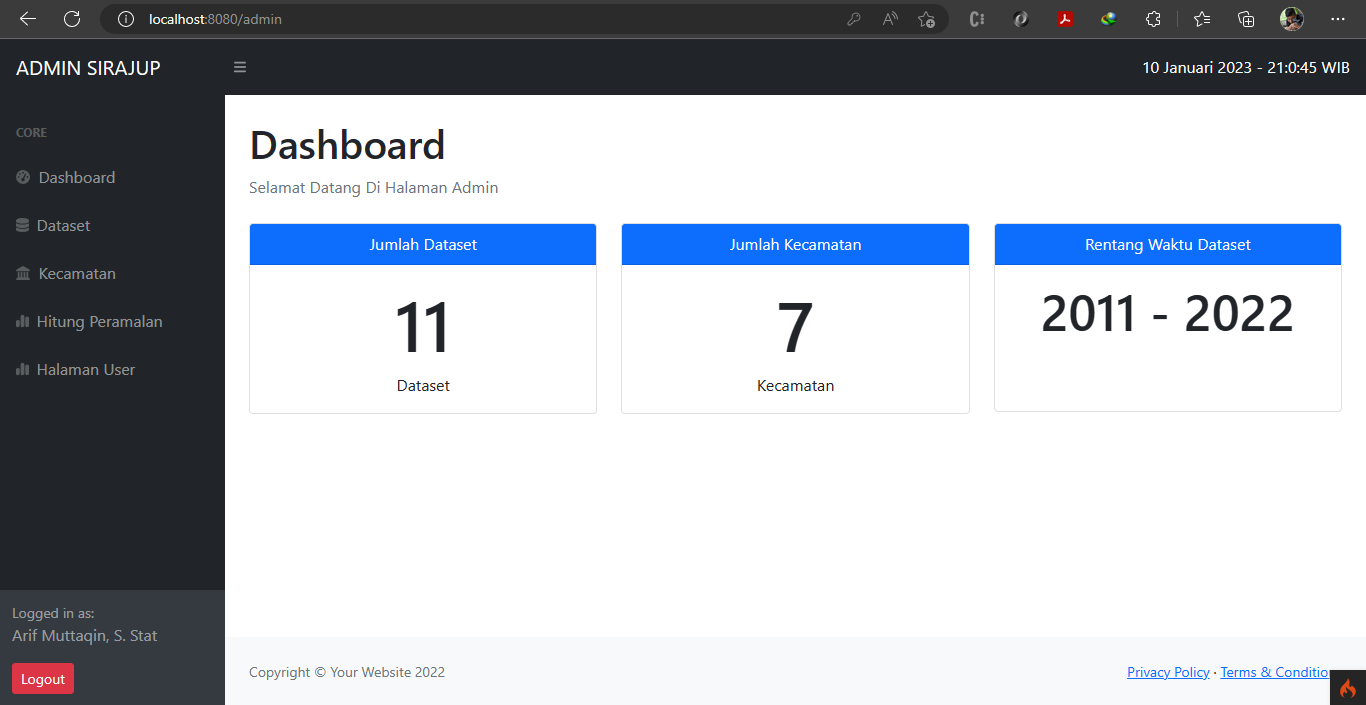 localhost:8080/admin
ADMIN SIRAJUP
10 Januari 2023 - 21:0:45 WIB
CORE
Dashboard
Dataset
Kecamatan
Hitung Peramalan
Halaman User
Logged in as:
Arif Muttaqin, S. Stat
Logout
Dashboard
Selamat Datang Di Halaman Admin
Jumlah Dataset
11
Dataset
Jumlah Kecamatan
7
Kecamatan
Rentang Waktu Dataset
2011 - 2022
Copyright © Your Website 2022
Privacy Policy · Terms & Conditio